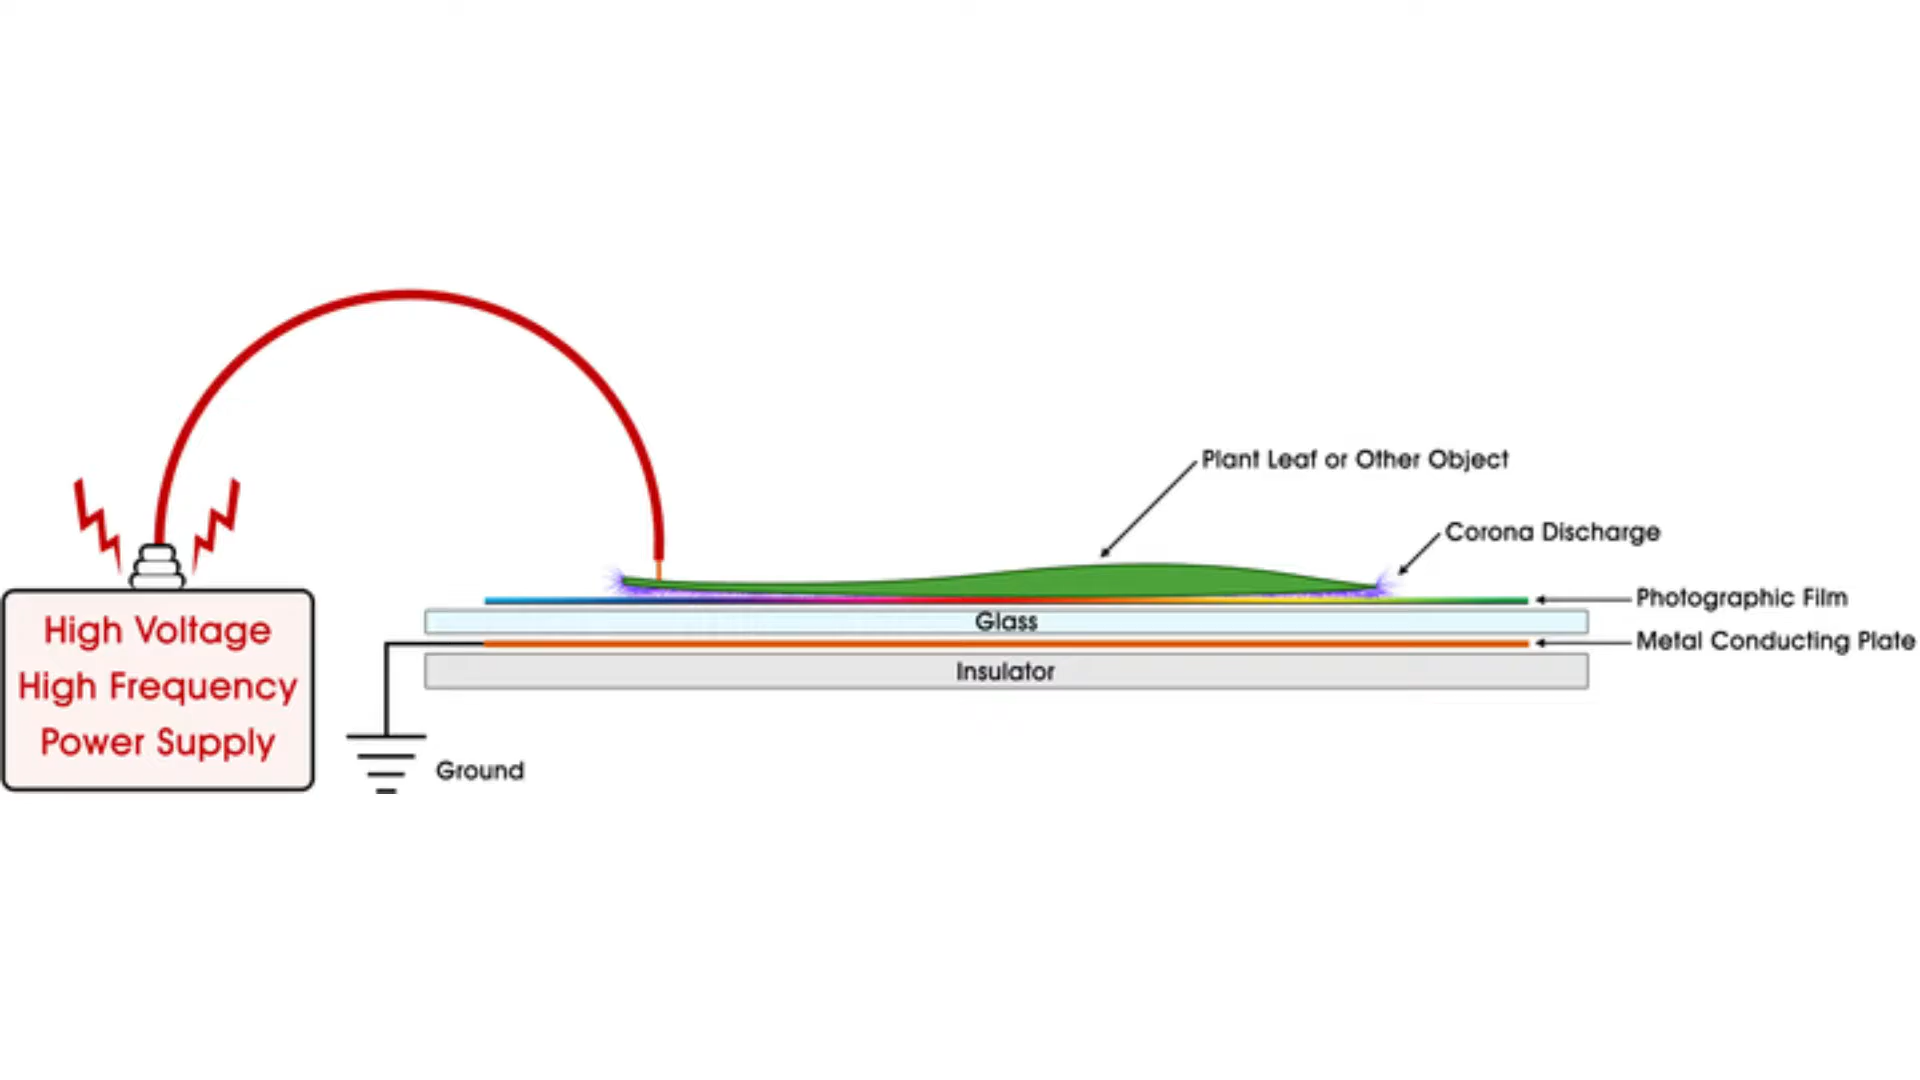 Plant Leaf or Other Object
Corona Discharge
Photographic Film
Glass
Metal Conducting Plate
Insulator
High Voltage
High Frequency
Power Supply
Ground